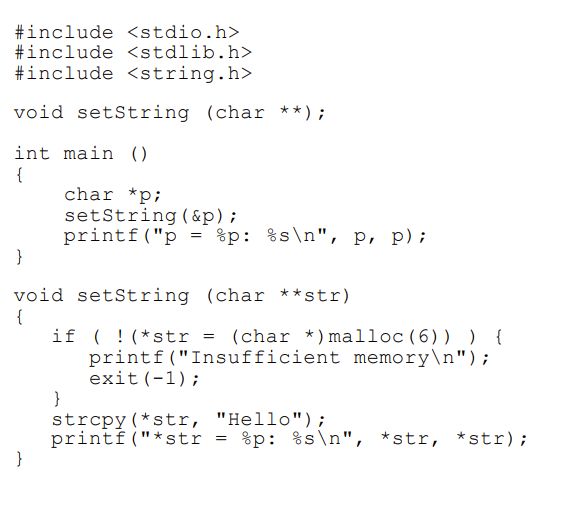 #include <stdio.h>
#include <stdlib.h>
#include <string.h>
void setString (char **);
int main ()
{
    char *p;
    setString(&p);
    printf("p = %p: %s\n", p, p);
}
void setString (char **str)
{
   if ( !(*str = (char *)malloc(6)) ) {
      printf("Insufficient memory\n");
      exit(-1);
   }
   strcpy(*str, "Hello");
   printf("*str = %p: %s\n", *str, *str);
}